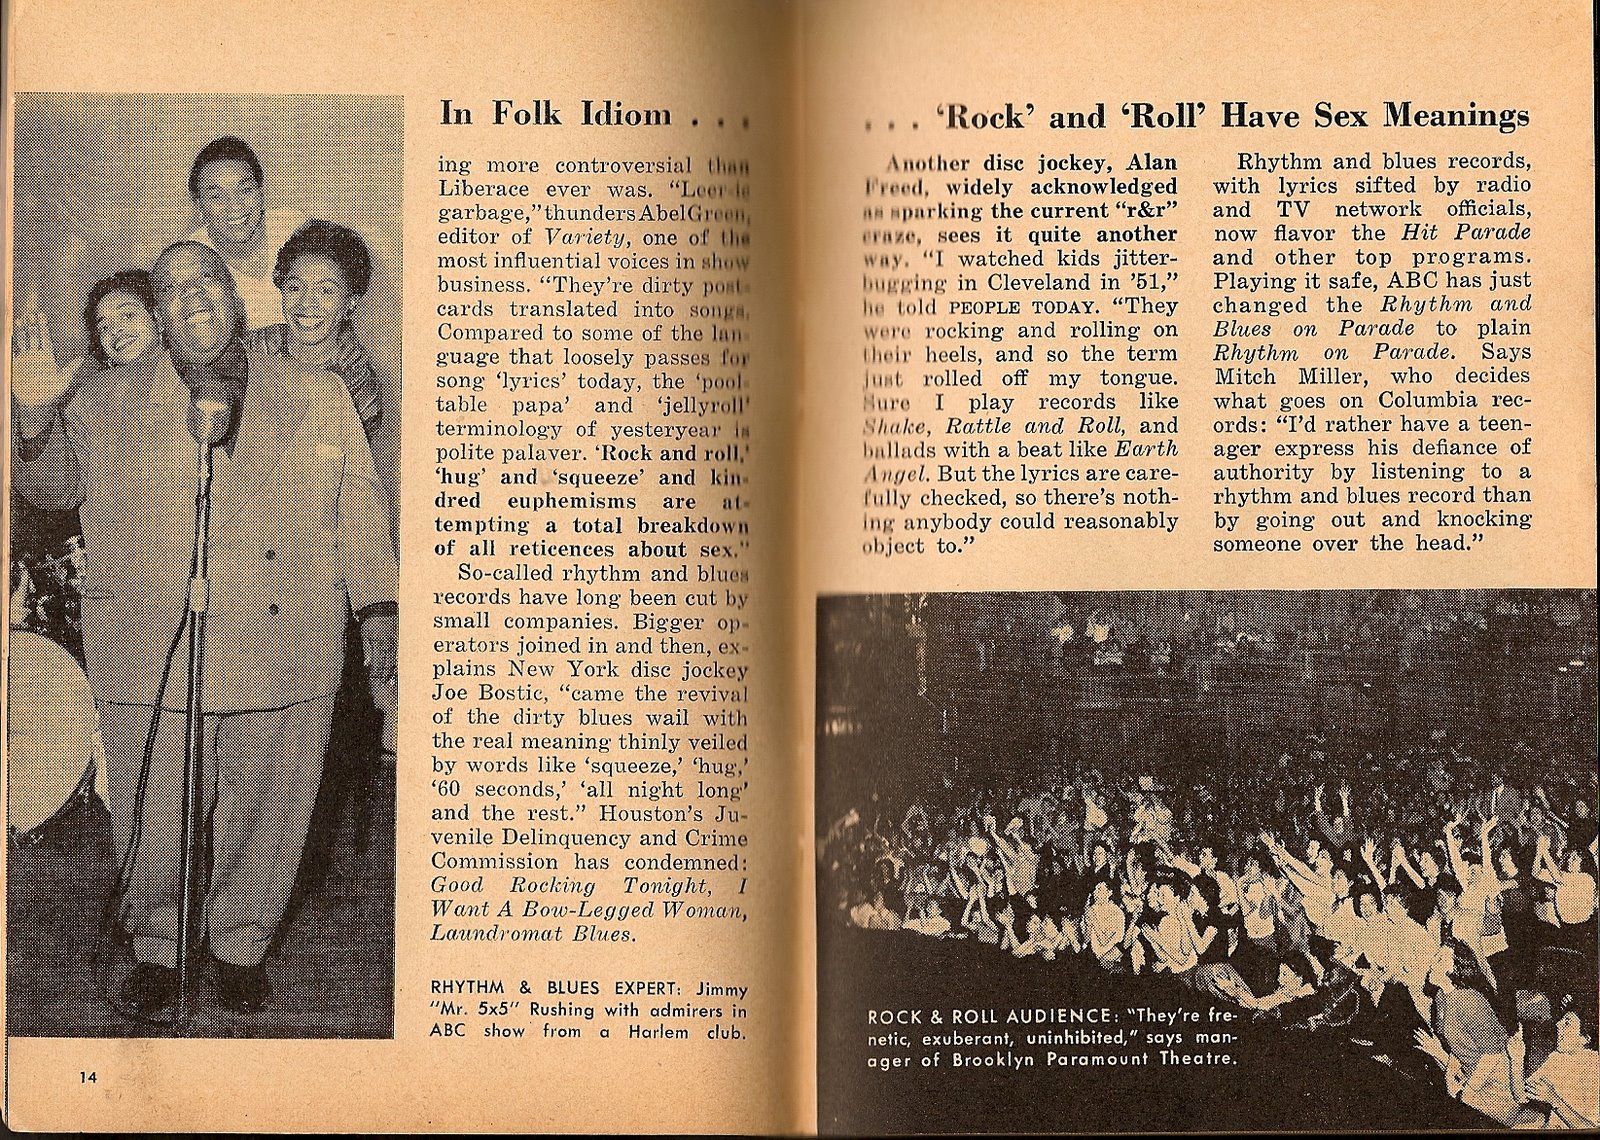 In Folk Idiom . . .
ing more controversial than
Liberace ever was. “Leer-ic
garbage,” thunders Abel Green,
editor of Variety, one of the
most influential voices in show
business. “They’re dirty post-
cards translated into songs.
Compared to some of the lan-
guage that loosely passes for
song ‘lyrics’ today, the ‘pool
table papa’ and ‘jellyroll’
terminology of yesteryear is
polite palaver. ‘Rock and roll,’
‘hug’ and ‘squeeze’ and kin-
dred euphemisms are at-
tempting a total breakdown
of all reticences about sex.”
So-called rhythm and blues
records have long been cut by
small companies. Bigger op-
erators joined in and then, ex-
plains New York disc jockey
Joe Bostic, “came the revival
of the dirty blues wail with
the real meaning thinly veiled
by words like ‘squeeze,’ ‘hug,’
‘60 seconds,’ ‘all night long’
and the rest.” Houston’s Ju-
venile Delinquency and Crime
Commission has condemned:
Good Rocking Tonight, I
Want A Bow-Legged Woman,
Laundromat Blues.
RHYTHM & BLUES EXPERT: Jimmy
“Mr. 5x5” Rushing with admirers in
ABC show from a Harlem club.
14
. . . ‘Rock’ and ‘Roll’ Have Sex Meanings
Another disc jockey, Alan
Freed, widely acknowledged
as sparking the current “r&r”
craze, sees it quite another
way. “I watched kids jitter-
bugging in Cleveland in ’51,”
he told PEOPLE TODAY. “They
were rocking and rolling on
their heels, and so the term
just rolled off my tongue.
Sure I play records like
Shake, Rattle and Roll, and
ballads with a beat like Earth
Angel. But the lyrics are care-
fully checked, so there’s noth-
ing anybody could reasonably
object to.”
Rhythm and blues records,
with lyrics sifted by radio
and TV network officials,
now flavor the Hit Parade
and other top programs.
Playing it safe, ABC has just
changed the Rhythm and
Blues on Parade to plain
Rhythm on Parade. Says
Mitch Miller, who decides
what goes on Columbia rec-
ords: “I’d rather have a teen-
ager express his defiance of
authority by listening to a
rhythm and blues record than
by going out and knocking
someone over the head.”
ROCK & ROLL AUDIENCE: “They’re fre-
netic, exuberant, uninhibited,” says man-
ager of Brooklyn Paramount Theatre.